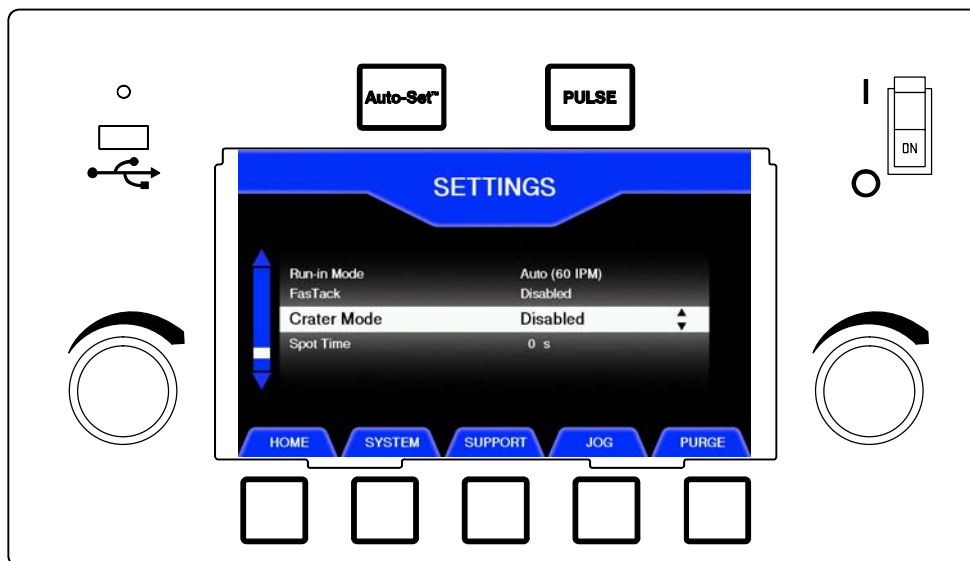 Auto-Set™
PULSE
I
ON
O
SETTINGS
Run-in Mode Auto (60 IPM)
FasTack Disabled
Crater Mode Disabled
Spot Time 0 s
HOME SYSTEM SUPPORT JOG PURGE